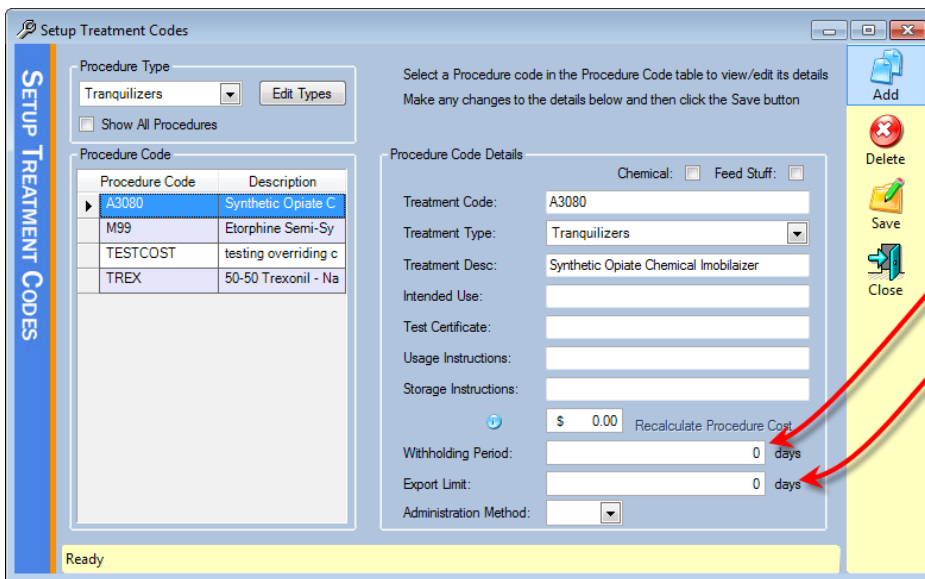 Setup Treatment Codes
SETUP TREATMENT CODES
Procedure Type
Tranquilizers
Edit Types
Show All Procedures
Select a Procedure code in the Procedure Code table to view/edit its details
Make any changes to the details below and then click the Save button
Procedure Code
Procedure Code Description
A3080 Synthetic Opiate C
M99 Etorphine Semi-Sy
TESTCOST testing overriding c
TREX 50-50 Trexonil - Na
Procedure Code Details
Chemical: Feed Stuff:
Treatment Code: A3080
Treatment Type: Tranquilizers
Treatment Desc: Synthetic Opiate Chemical Imobilaizer
Intended Use:
Test Certificate:
Usage Instructions:
Storage Instructions:
$ 0.00 Recalculate Procedure Cost
Withholding Period: 0 days
Export Limit: 0 days
Administration Method:
Add
Delete
Save
Close
Ready